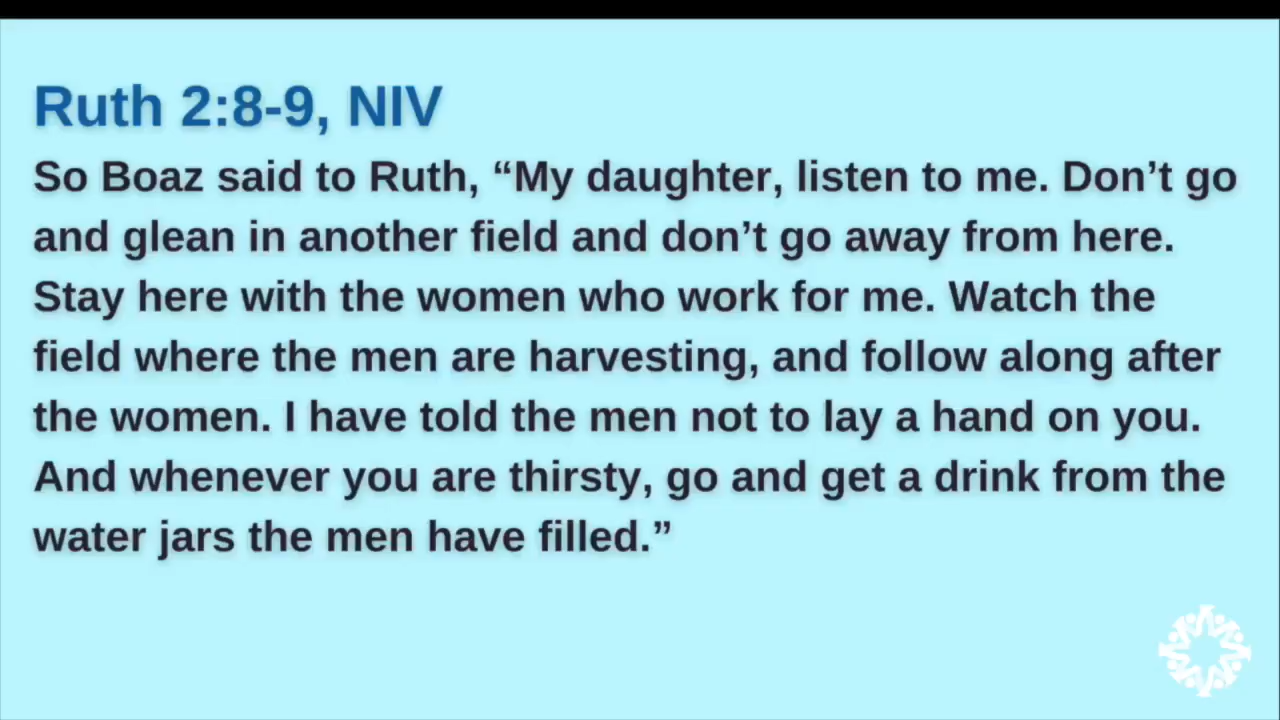 Ruth 2:8-9, NIV
So Boaz said to Ruth, “My daughter, listen to me. Don’t go
and glean in another field and don’t go away from here.
Stay here with the women who work for me. Watch the
field where the men are harvesting, and follow along after
the women. I have told the men not to lay a hand on you.
And whenever you are thirsty, go and get a drink from the
water jars the men have filled.”